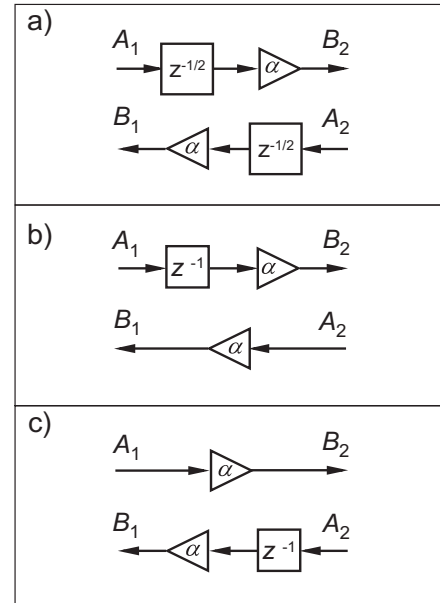 a)
A₁ B₂
z⁻¹/² α
B₁ A₂
α z⁻¹/²
b)
A₁ B₂
z ⁻¹ α
B₁ A₂
α
c)
A₁ B₂
α
B₁ A₂
α z ⁻¹